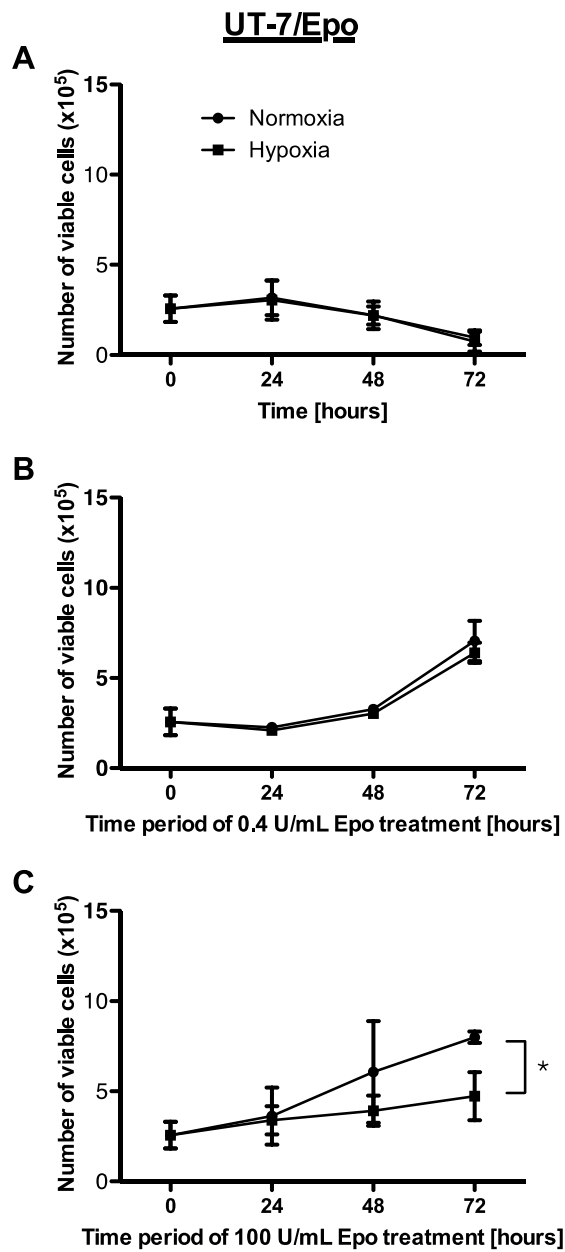 UT-7/Epo
A
Number of viable cells (x10⁵)
15
10
5
0
Normoxia
Hypoxia
0 24 48 72
Time [hours]
B
Number of viable cells (x10⁵)
15
10
5
0
0 24 48 72
Time period of 0.4 U/mL Epo treatment [hours]
C
Number of viable cells (x10⁵)
15
10
5
0
*
0 24 48 72
Time period of 100 U/mL Epo treatment [hours]